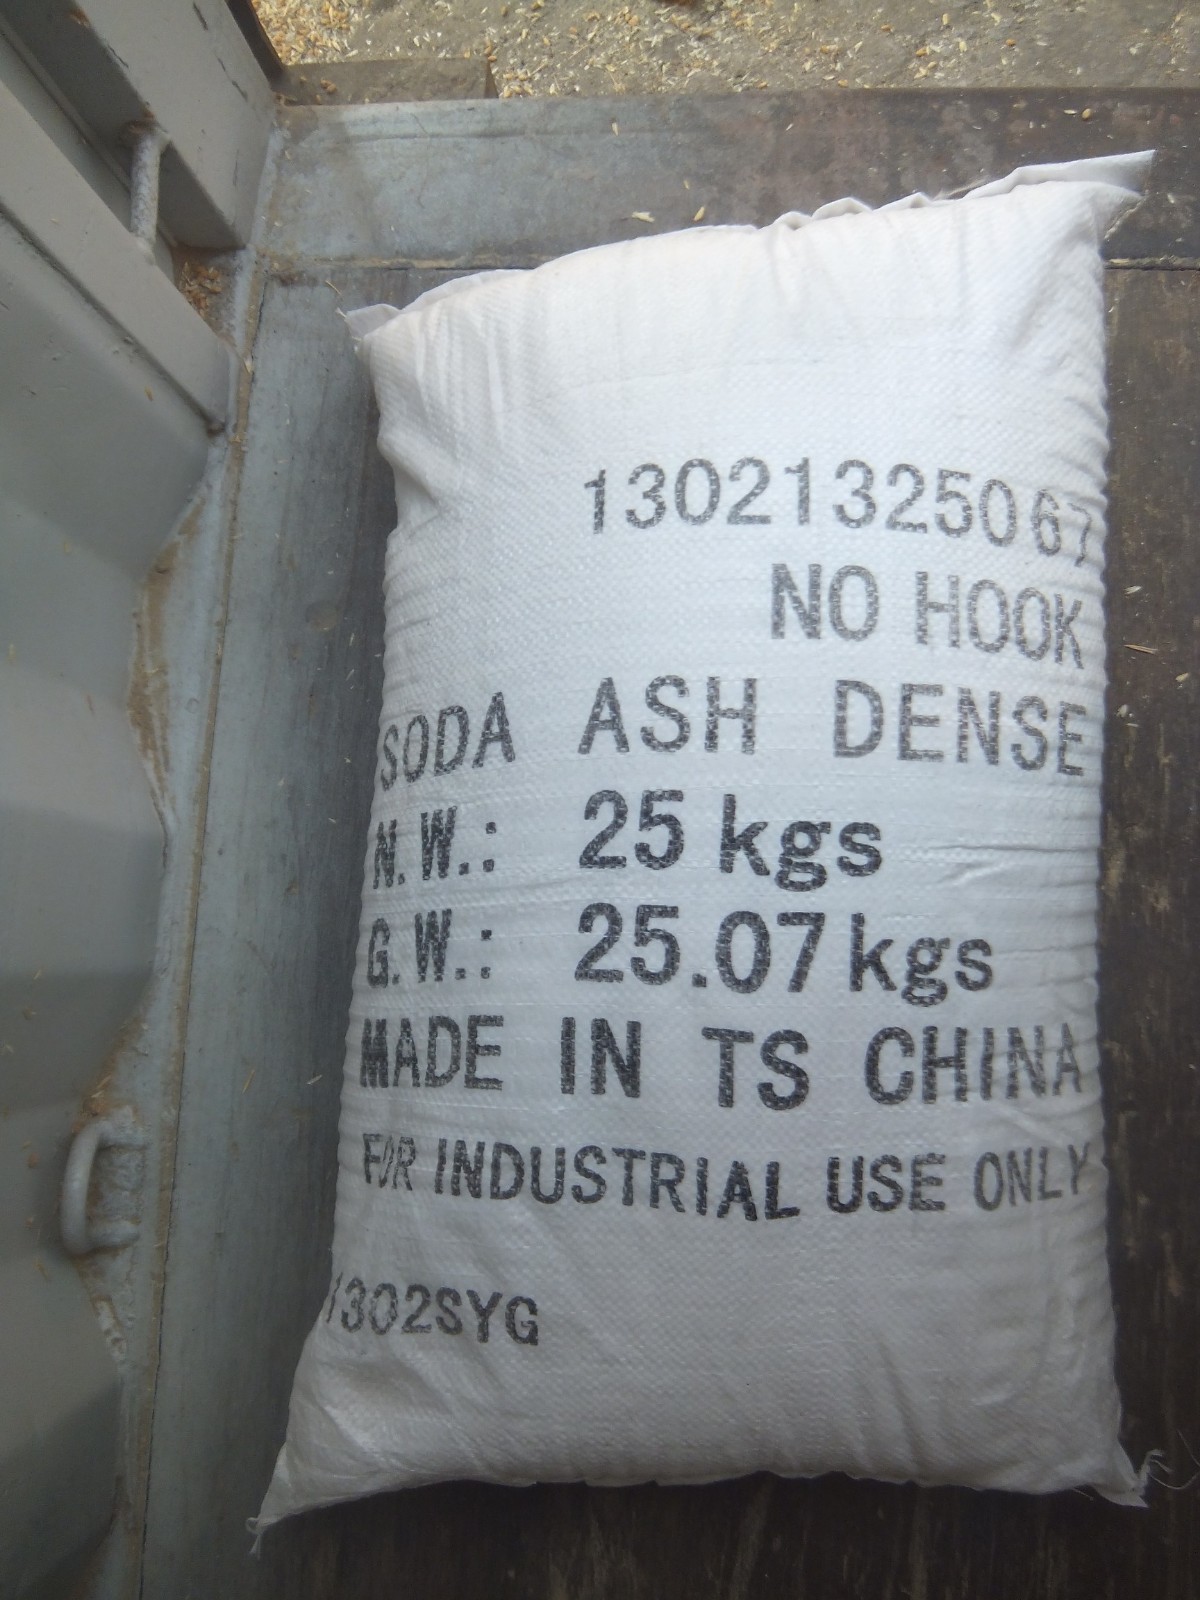 13021325067
NO HOOK
SODA ASH DENSE
N.W.: 25 kgs
G.W.: 25.07 kgs
MADE IN TS CHINA
FOR INDUSTRIAL USE ONLY
1302SYG